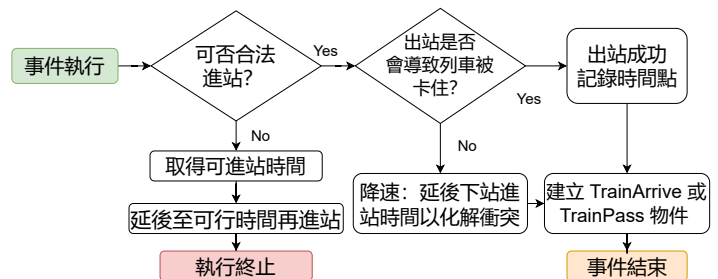 事件執行
可否合法
進站?
Yes
出站是否
會導致列車被
卡住?
Yes
出站成功
記錄時間點
No
No
取得可進站時間
延後至可行時間再進站
執行終止
降速：延後下站進
站時間以化解衝突
建立 TrainArrive 或
TrainPass 物件
事件結束